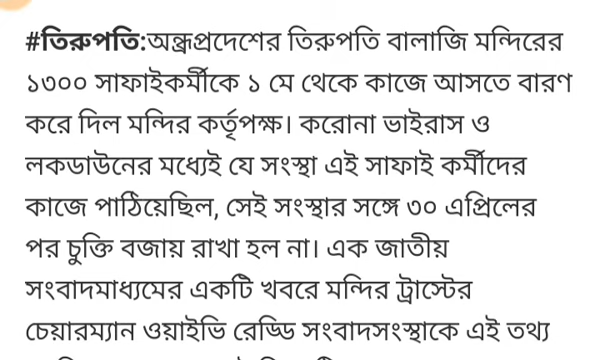 #তিরুপতি:অন্ধ্রপ্রদেশের তিরুপতি বালাজি মন্দিরের
১৩০০ সাফাইকর্মীকে ১ মে থেকে কাজে আসতে বারণ
করে দিল মন্দির কর্তৃপক্ষ। করোনা ভাইরাস ও
লকডাউনের মধ্যেই যে সংস্থা এই সাফাই কর্মীদের
কাজে পাঠিয়েছিল, সেই সংস্থার সঙ্গে ৩০ এপ্রিলের
পর চুক্তি বজায় রাখা হল না। এক জাতীয়
সংবাদমাধ্যমের একটি খবরে মন্দির ট্রাস্টের
চেয়ারম্যান ওয়াইভি রেড্ডি সংবাদসংস্থাকে এই তথ্য